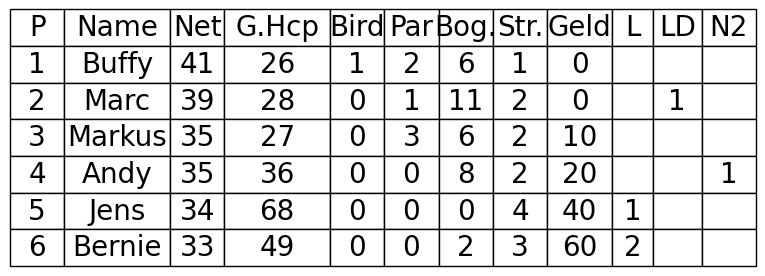 P Name Net G.Hcp Bird Par Bog. Str. Geld L LD N2
1 Buffy 41 26 1 2 6 1 0
2 Marc 39 28 0 1 11 2 0 1
3 Markus 35 27 0 3 6 2 10
4 Andy 35 36 0 0 8 2 20 1
5 Jens 34 68 0 0 0 4 40 1
6 Bernie 33 49 0 0 2 3 60 2